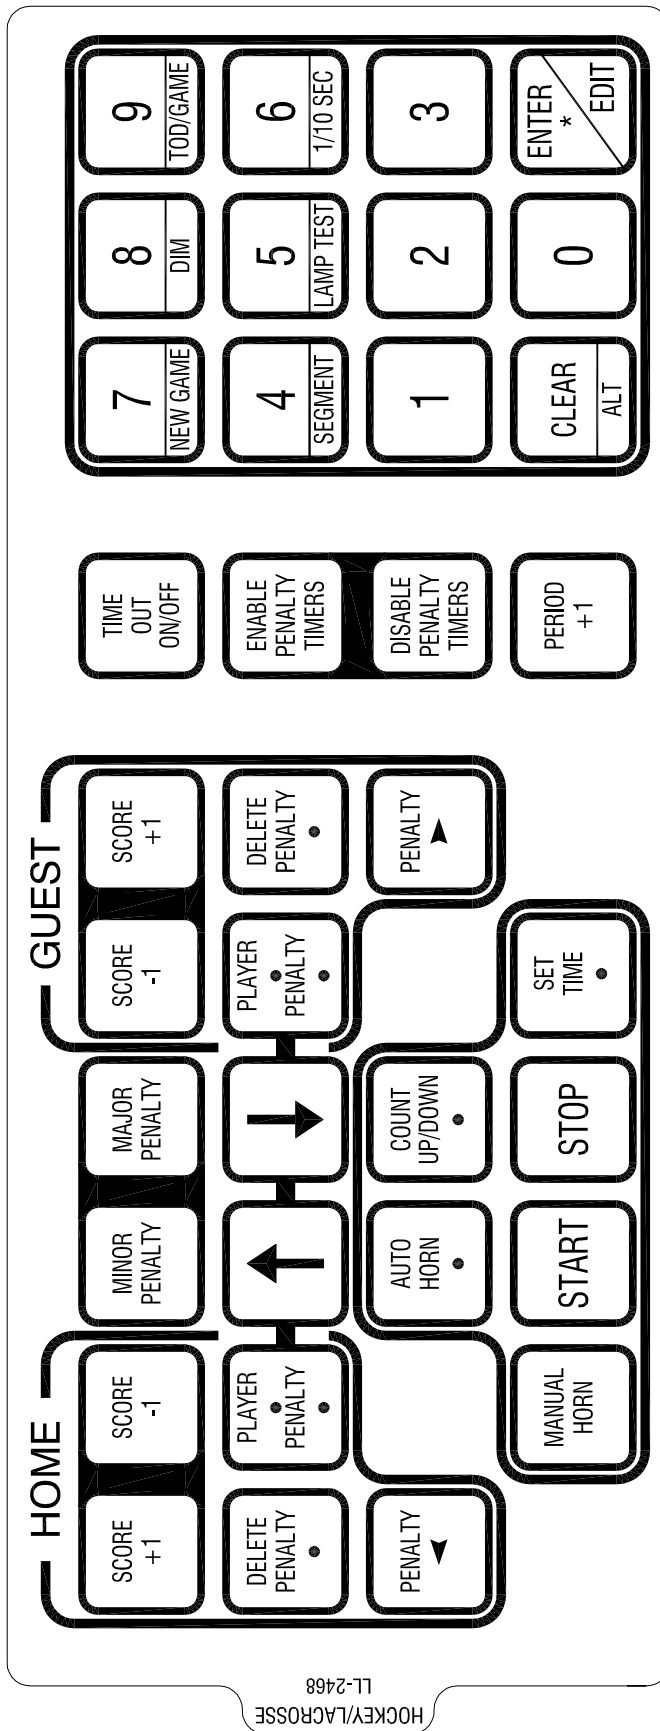 HOCKEY/LACROSSE
LL-2468
HOME
GUEST
SCORE
+1
SCORE
-1
MINOR
PENALTY
MAJOR
PENALTY
SCORE
-1
SCORE
+1
TIME
OUT
ON/OFF
7
NEW GAME
8
DIM
9
TOD/GAME
DELETE
PENALTY
PLAYER
PENALTY
PLAYER
PENALTY
DELETE
PENALTY
ENABLE
PENALTY
TIMERS
4
SEGMENT
5
LAMP TEST
6
1/10 SEC
PENALTY
AUTO
HORN
COUNT
UP/DOWN
PENALTY
DISABLE
PENALTY
TIMERS
1
2
3
MANUAL
HORN
START
STOP
SET
TIME
PERIOD
+1
CLEAR
ALT
0
ENTER
*
EDIT